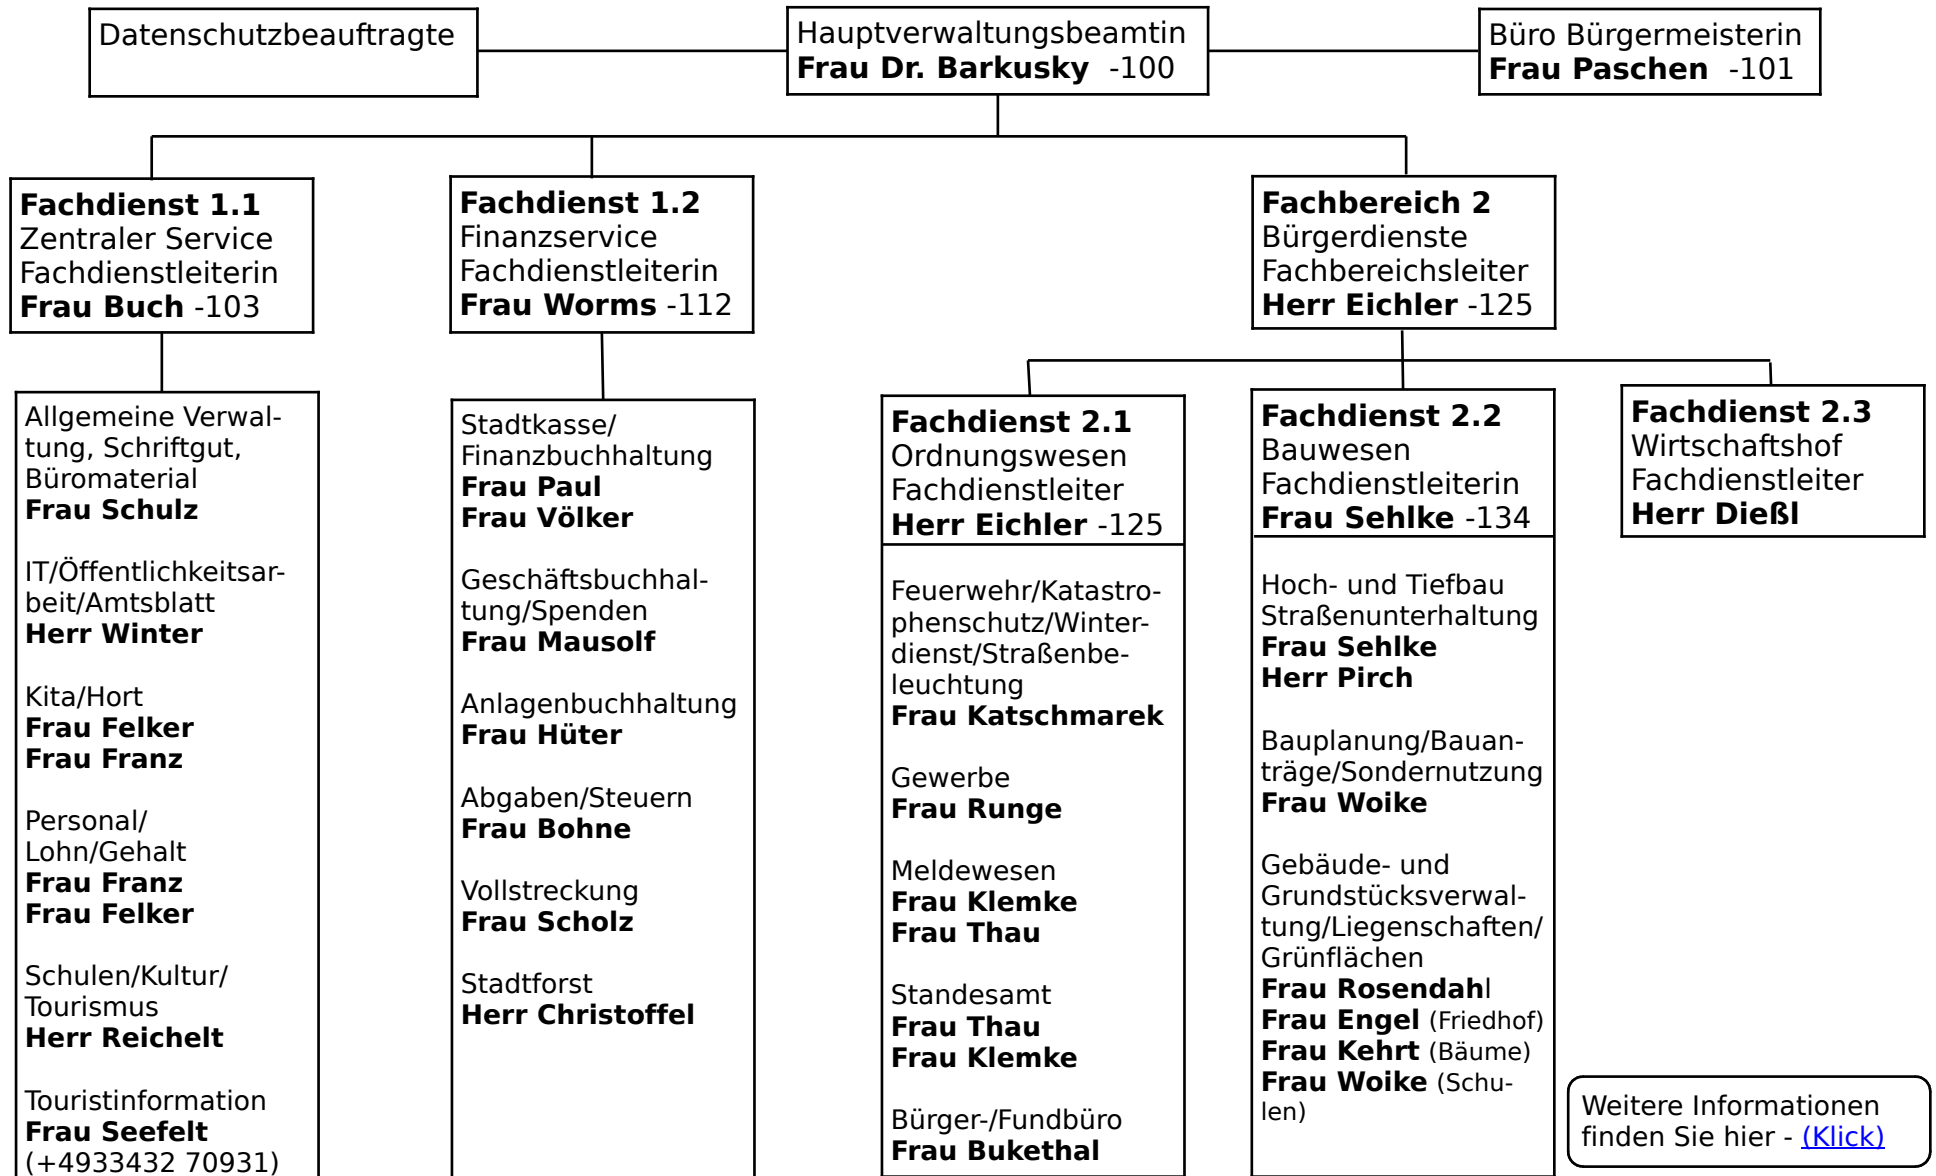 Datenschutzbeauftragte
Hauptverwaltungsbeamtin
Frau Dr. Barkusky -100
Büro Bürgermeisterin
Frau Paschen -101
Fachdienst 1.1
Zentraler Service
Fachdienstleiterin
Frau Buch -103
Fachdienst 1.2
Finanzservice
Fachdienstleiterin
Frau Worms -112
Fachbereich 2
Bürgerdienste
Fachbereichsleiter
Herr Eichler -125
Allgemeine Verwal-
tung, Schriftgut,
Büromaterial
Frau Schulz
IT/Öffentlichkeitsar-
beit/Amtsblatt
Herr Winter
Kita/Hort
Frau Felker
Frau Franz
Personal/
Lohn/Gehalt
Frau Franz
Frau Felker
Schulen/Kultur/
Tourismus
Herr Reichelt
Touristinformation
Frau Seefelt
(+4933432 70931)
Stadtkasse/
Finanzbuchhaltung
Frau Paul
Frau Völker
Geschäftsbuchhal-
tung/Spenden
Frau Mausolf
Anlagenbuchhaltung
Frau Hüter
Abgaben/Steuern
Frau Bohne
Vollstreckung
Frau Scholz
Stadtforst
Herr Christoffel
Fachdienst 2.1
Ordnungswesen
Fachdienstleiter
Herr Eichler -125
Feuerwehr/Katastro-
phenschutz/Winter-
dienst/Straßenbe-
leuchtung
Frau Katschmarek
Gewerbe
Frau Runge
Meldewesen
Frau Klemke
Frau Thau
Standesamt
Frau Thau
Frau Klemke
Bürger-/Fundbüro
Frau Bukethal
Fachdienst 2.2
Bauwesen
Fachdienstleiterin
Frau Sehlke -134
Hoch- und Tiefbau
Straßenunterhaltung
Frau Sehlke
Herr Pirch
Bauplanung/Bauan-
träge/Sondernutzung
Frau Woike
Gebäude- und
Grundstücksverwal-
tung/Liegenschaften/
Grünflächen
Frau Rosendahl
Frau Engel (Friedhof)
Frau Kehrt (Bäume)
Frau Woike (Schu-
len)
Fachdienst 2.3
Wirtschaftshof
Fachdienstleiter
Herr Dießl
Weitere Informationen
finden Sie hier - (Klick)